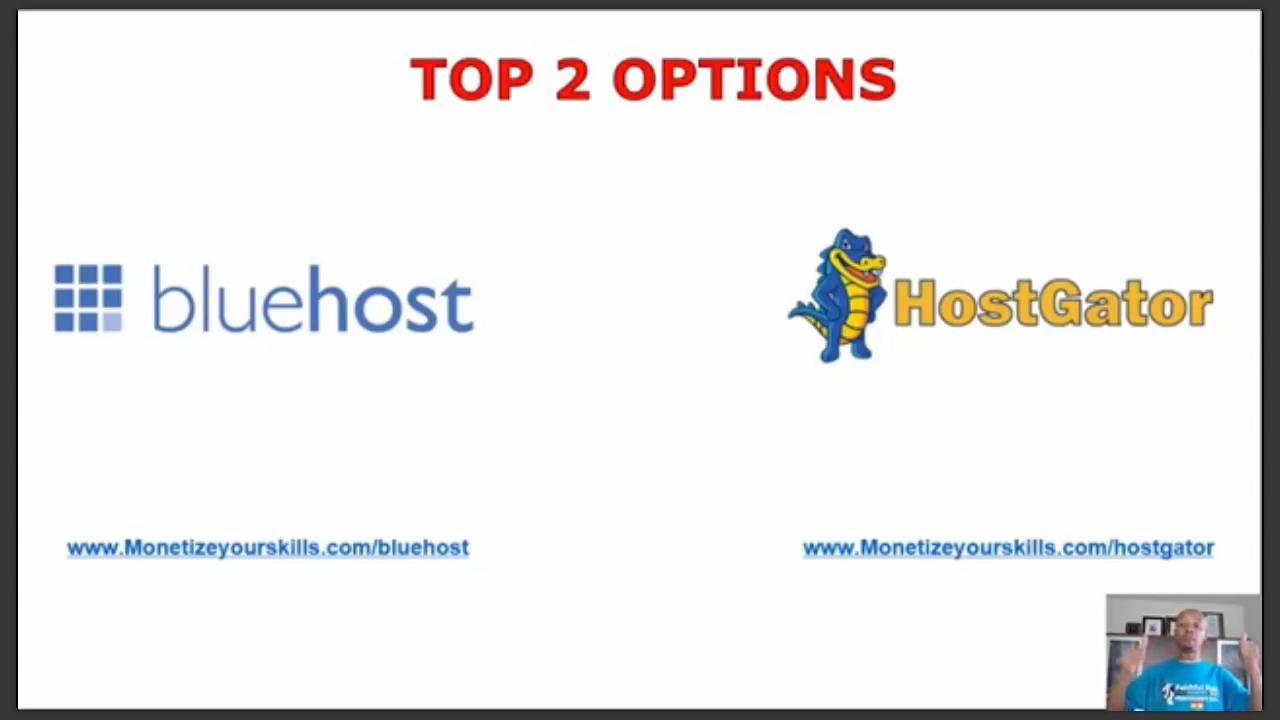 TOP 2 OPTIONS
bluehost
HostGator
www.Monetizeyourskills.com/bluehost
www.Monetizeyourskills.com/hostgator